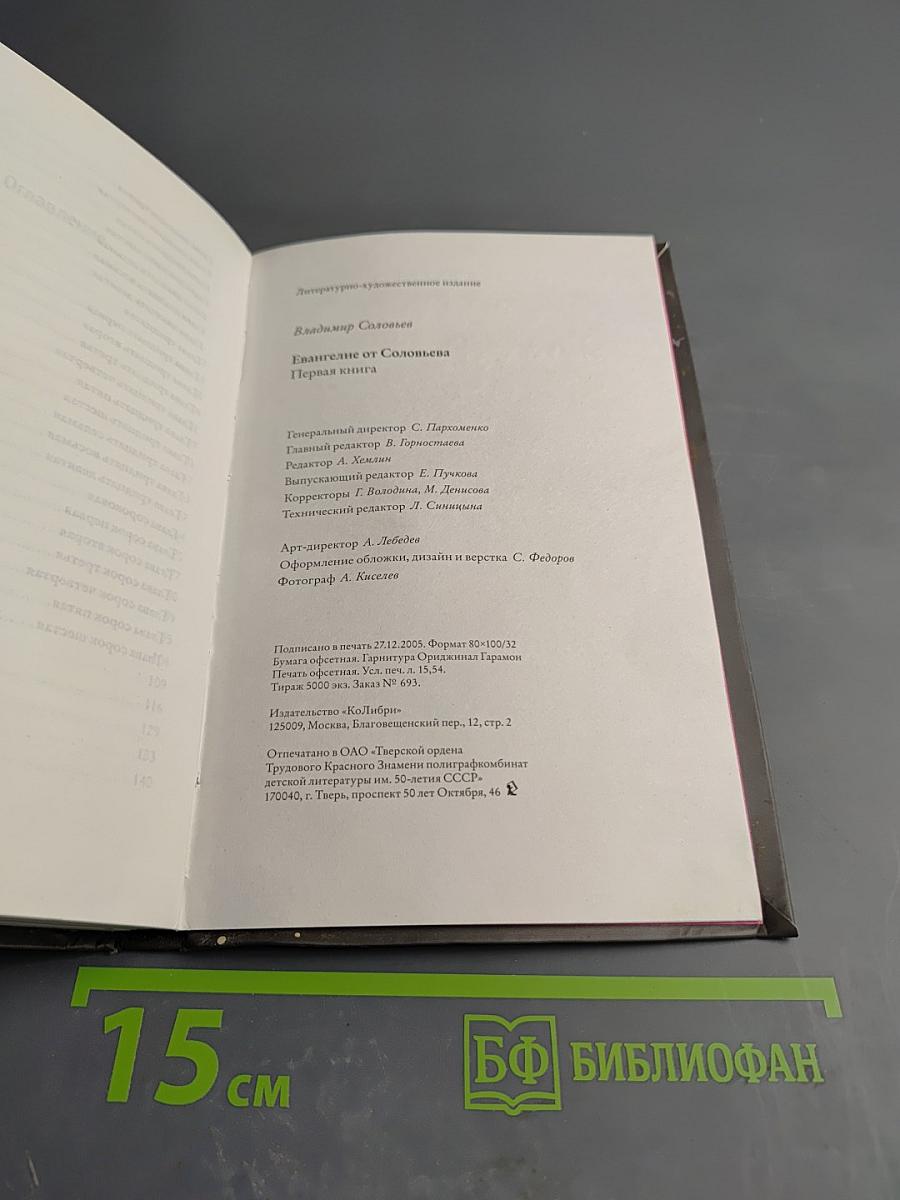 Литературно-художественное издание
Владимир Соловьев
Евангелие от Соловьева
Первая книга
Генеральный директор С. Пархоменко
Главный редактор В. Горностаева
Редактор А. Хемлин
Выпускающий редактор Е. Пучкова
Корректоры Г. Володина, М. Денисова
Технический редактор Л. Синицына
Арт-директор А. Лебедев
Оформление обложки, дизайн и верстка С. Федоров
Фотограф А. Киселев
Подписано в печать 27.12.2005. Формат 80×100/32
Бумага офсетная. Гарнитура Ориджинал Гарамон
Печать офсетная. Усл. печ. л. 15,54.
Тираж 5000 экз. Заказ № 693.
Издательство «КоЛибри»
125009, Москва, Благовещенский пер., 12, стр. 2
Отпечатано в ОАО «Тверской ордена
Трудового Красного Знамени полиграфкомбинат
детской литературы им. 50-летия СССР»
170040, г. Тверь, проспект 50 лет Октября, 46
15 см
БФ БИБЛИОФАН